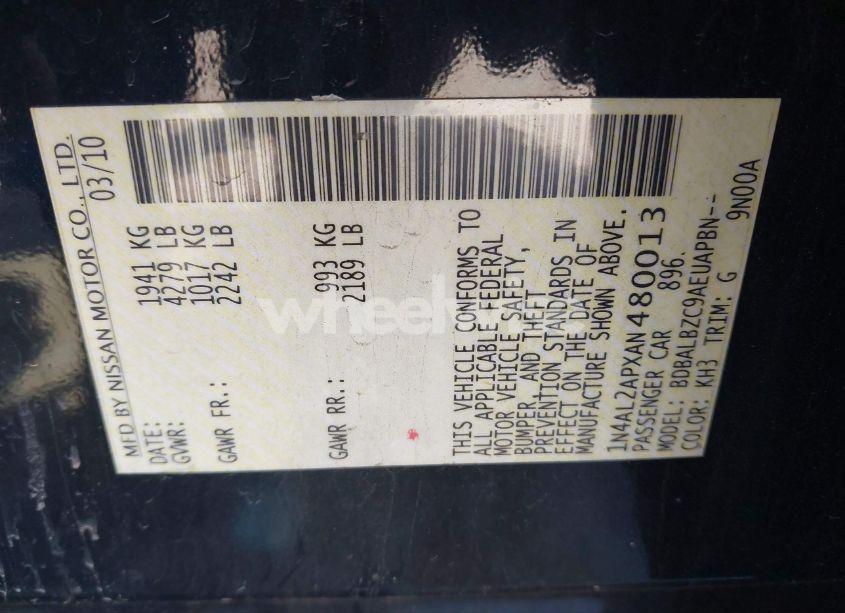 MFD BY NISSAN MOTOR CO., LTD.
DATE: 03/10
GVWR: 1941 KG
4279 LB
GAWR FR.: 1017 KG
2242 LB
GAWR RR.: 993 KG
2189 LB
THIS VEHICLE CONFORMS TO
ALL APPLICABLE FEDERAL
MOTOR VEHICLE SAFETY,
BUMPER, AND THEFT
PREVENTION STANDARDS IN
EFFECT ON THE DATE OF
MANUFACTURE SHOWN ABOVE.
1N4AL2APXAN480013
PASSENGER CAR 896.
MODEL: BDBALBZC9AEUAPBN--
COLOR: KH3 TRIM: G 9N00A